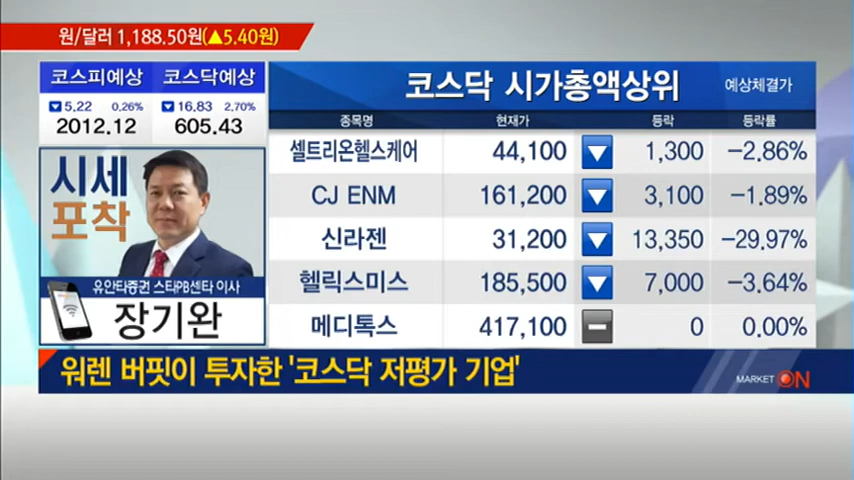 원/달러 1,188.50원(▲5.40원)
코스피예상 코스닥예상
▼5.22 0.26% ▼16.83 2.70%
2012.12 605.43
시세
포착
유안타증권 스타PB센타 이사
장기완
코스닥 시가총액상위 예상체결가
종목명 현재가 등락 등락률
셀트리온헬스케어 44,100 ▼ 1,300 −2.86%
CJ ENM 161,200 ▼ 3,100 −1.89%
신라젠 31,200 ▼ 13,350 −29.97%
헬릭스미스 185,500 ▼ 7,000 −3.64%
메디톡스 417,100 − 0 0.00%
워렌 버핏이 투자한 '코스닥 저평가 기업'
MARKET ON